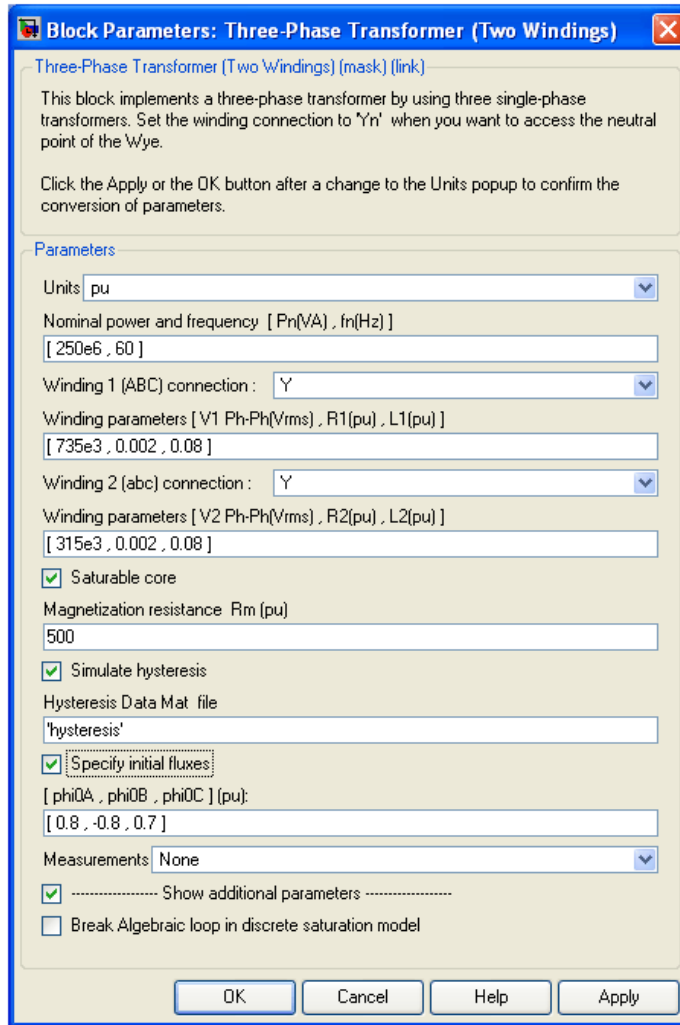 Block Parameters: Three-Phase Transformer (Two Windings)
Three-Phase Transformer (Two Windings) (mask) (link)
This block implements a three-phase transformer by using three single-phase
transformers. Set the winding connection to 'Yn' when you want to access the neutral
point of the Wye.
Click the Apply or the OK button after a change to the Units popup to confirm the
conversion of parameters.
Parameters
Units pu
Nominal power and frequency [ Pn(VA) , fn(Hz) ]
[ 250e6 , 60 ]
Winding 1 (ABC) connection : Y
Winding parameters [ V1 Ph-Ph(Vrms) , R1(pu) , L1(pu) ]
[ 735e3 , 0.002 , 0.08 ]
Winding 2 (abc) connection : Y
Winding parameters [ V2 Ph-Ph(Vrms) , R2(pu) , L2(pu) ]
[ 315e3 , 0.002 , 0.08 ]
Saturable core
Magnetization resistance Rm (pu)
500
Simulate hysteresis
Hysteresis Data Mat file
'hysteresis'
Specify initial fluxes
[ phi0A , phi0B , phi0C ] (pu):
[ 0.8 , -0.8 , 0.7 ]
Measurements None
------------------ Show additional parameters ------------------
Break Algebraic loop in discrete saturation model
OK Cancel Help Apply